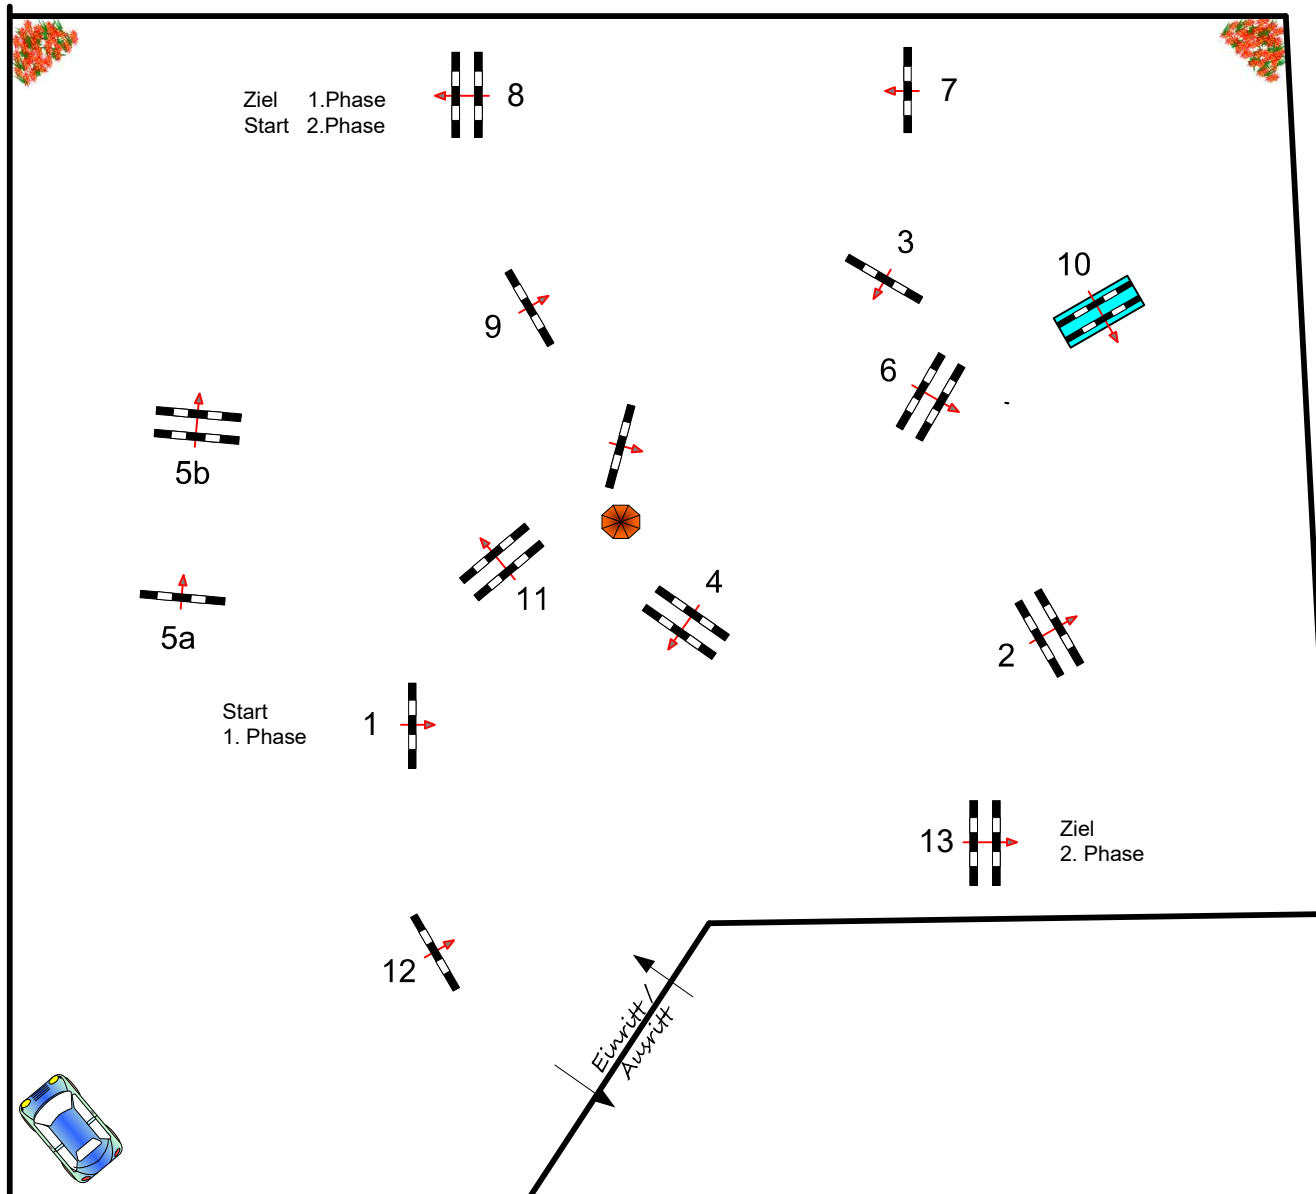 Ziel 1.Phase
Start 2.Phase
8
7
3
10
9
6
5b
11
4
5a
2
Start
1. Phase
1
13
Ziel
2. Phase
12
Einritt /
Ausritt